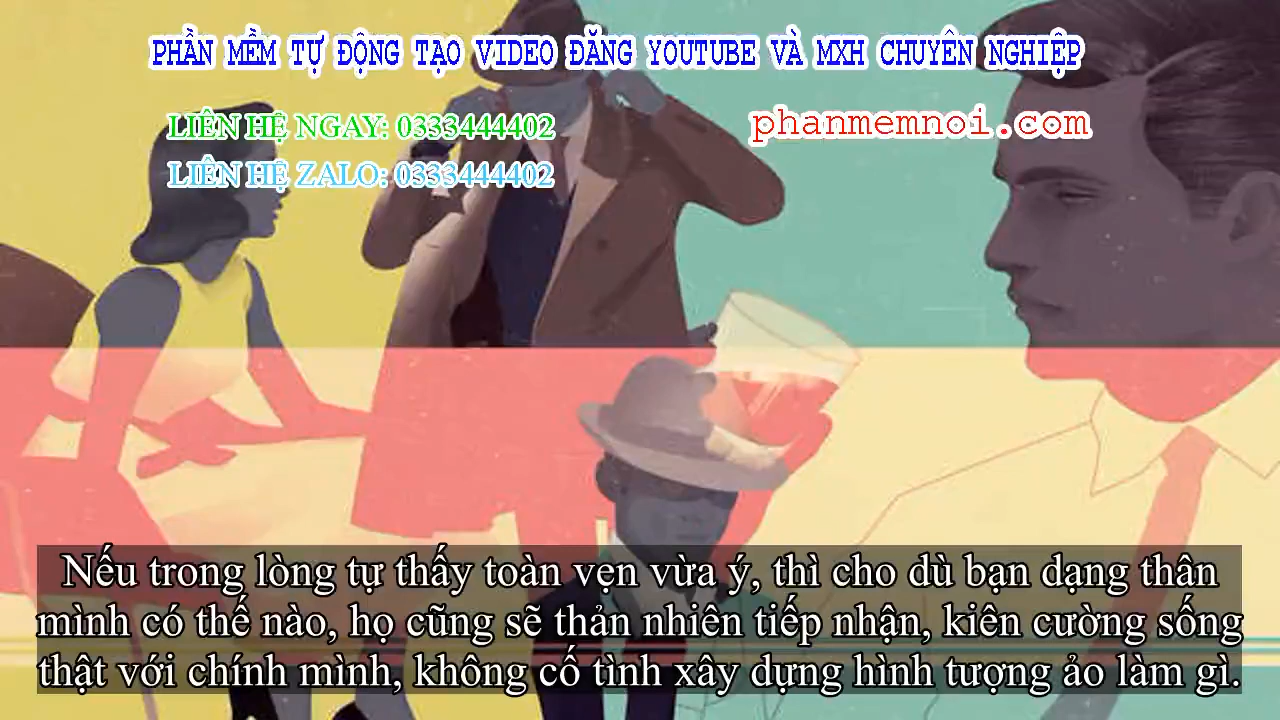 PHẦN MỀM TỰ ĐỘNG TẠO VIDEO ĐĂNG YOUTUBE VÀ MXH CHUYÊN NGHIỆP
LIÊN HỆ NGAY: 0333444402
phanmemnoi.com
LIÊN HỆ ZALO: 0333444402
Nếu trong lòng tự thấy toàn vẹn vừa ý, thì cho dù bạn dạng thân
mình có thế nào, họ cũng sẽ thản nhiên tiếp nhận, kiên cường sống
thật với chính mình, không cố tình xây dựng hình tượng ảo làm gì.